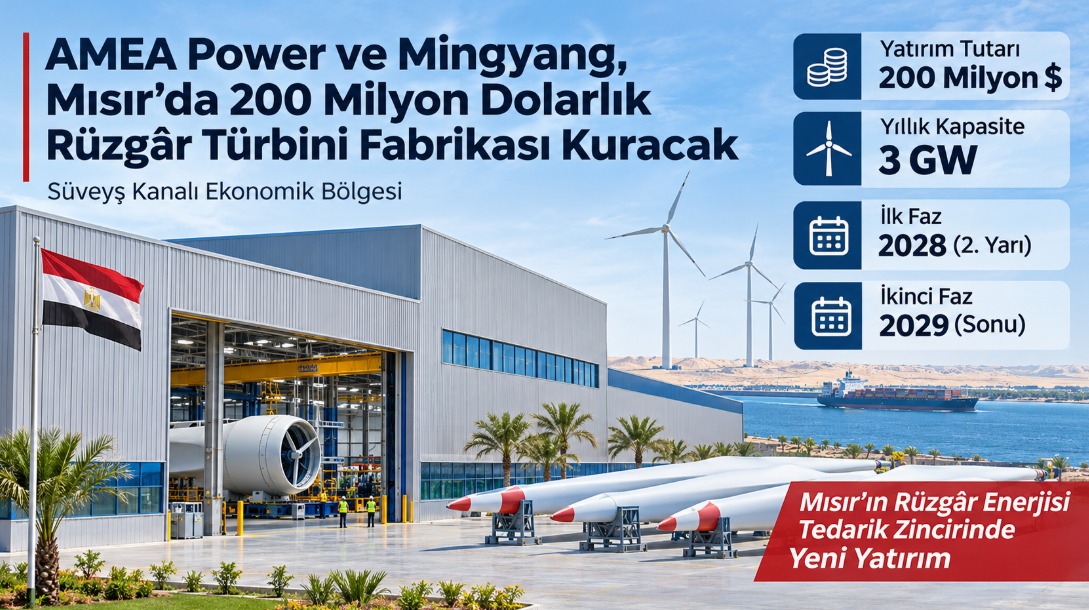 AMEA Power ve Mingyang,
Mısır’da 200 Milyon Dolarlık
Rüzgâr Türbini Fabrikası Kuracak
Süveyş Kanalı Ekonomik Bölgesi
Yatırım Tutarı
200 Milyon $
Yıllık Kapasite
3 GW
İlk Faz
2028 (2. Yarı)
İkinci Faz
2029 (Sonu)
Mısır’ın Rüzgâr Enerjisi
Tedarik Zincirinde
Yeni Yatırım